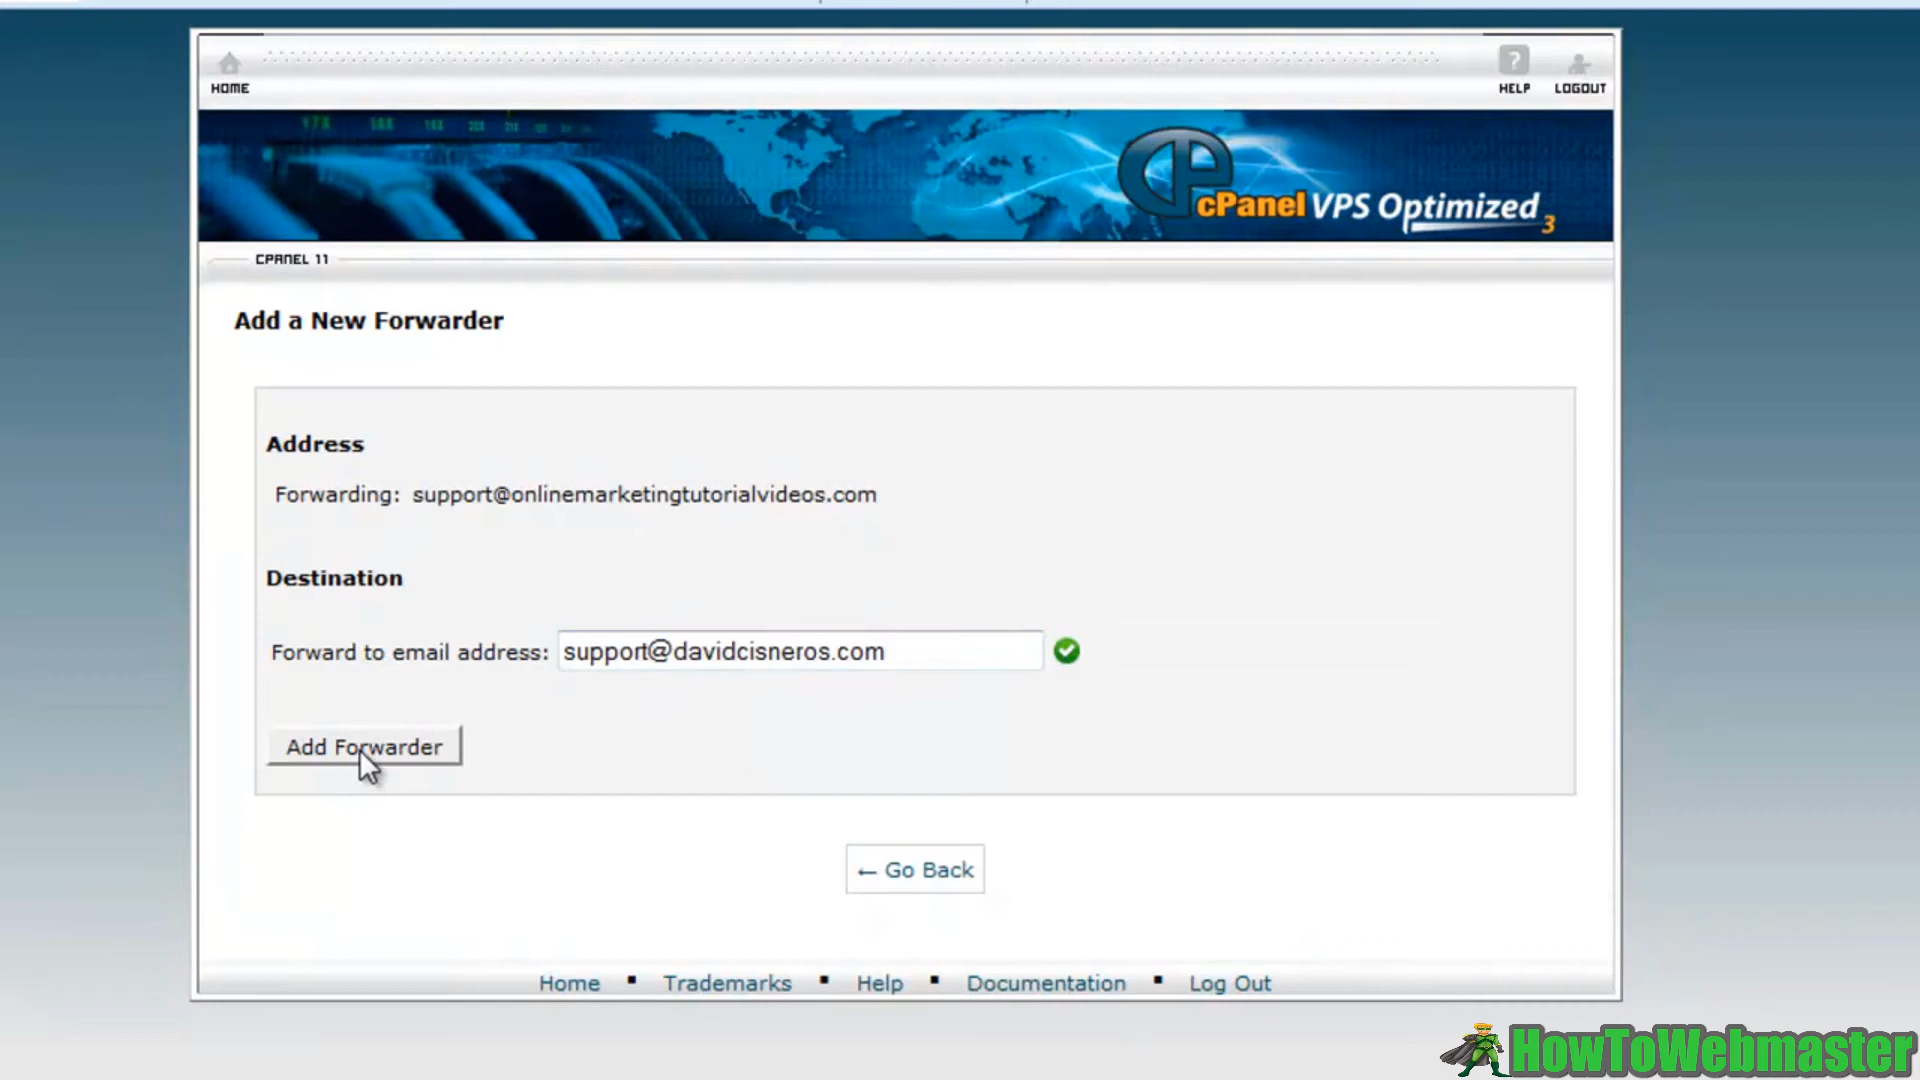 HOME
HELP LOGOUT
cPanel VPS Optimized 3
CPANEL 11
Add a New Forwarder
Address
Forwarding: support@onlinemarketingtutorialvideos.com
Destination
Forward to email address: support@davidcisneros.com
Add Forwarder
← Go Back
Home ▪ Trademarks ▪ Help ▪ Documentation ▪ Log Out
HowToWebmaster